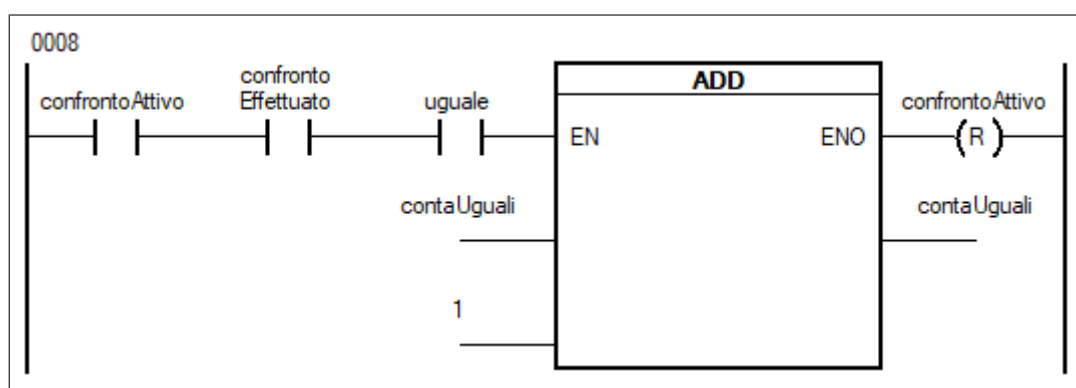 0008
confronto
confrontoAttivo Effettuato uguale ADD confrontoAttivo
EN ENO R
contaUguali contaUguali
1